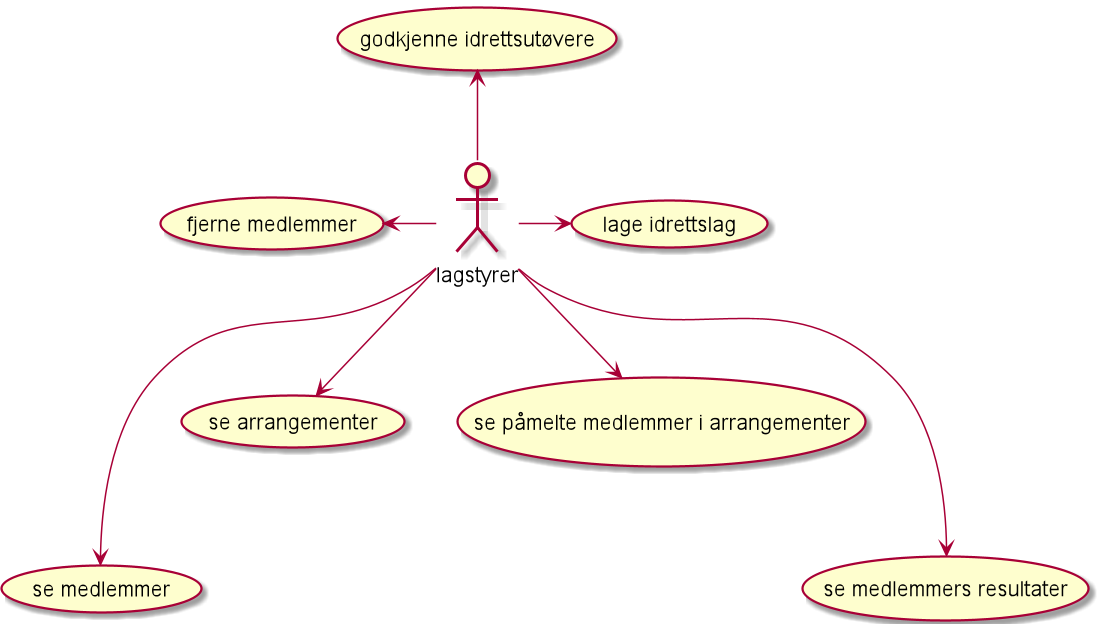 godkjenne idrettsutøvere
fjerne medlemmer
lage idrettslag
lagstyrer
se arrangementer
se påmelte medlemmer i arrangementer
se medlemmer
se medlemmers resultater